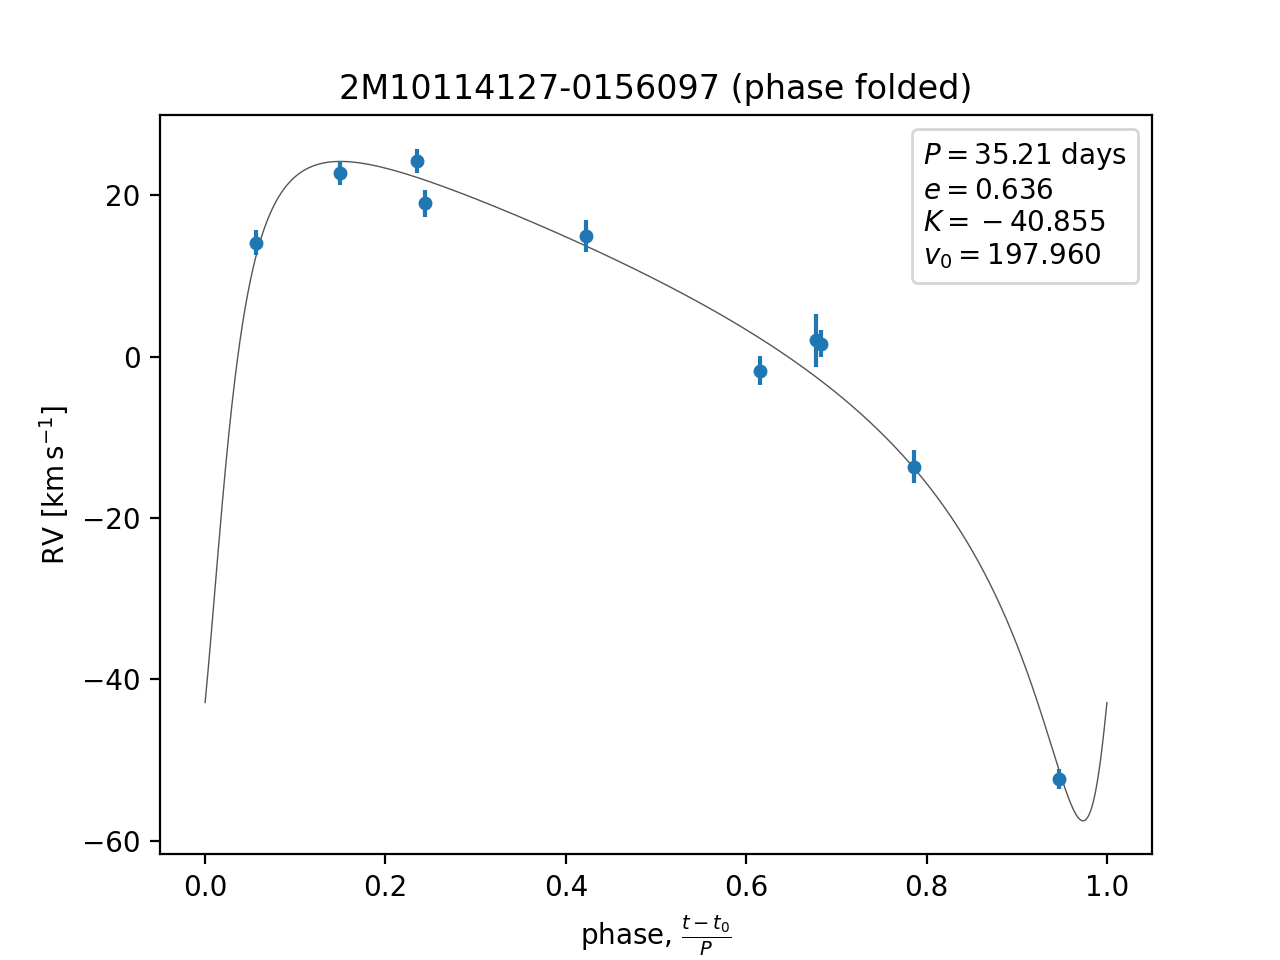 2M10114127-0156097 (phase folded)
P = 35.21 days
e = 0.636
K = −40.855
v₀ = 197.960
20
0
−20
−40
−60
RV [km s⁻¹]
0.0 0.2 0.4 0.6 0.8 1.0
phase, (t − t₀)/P